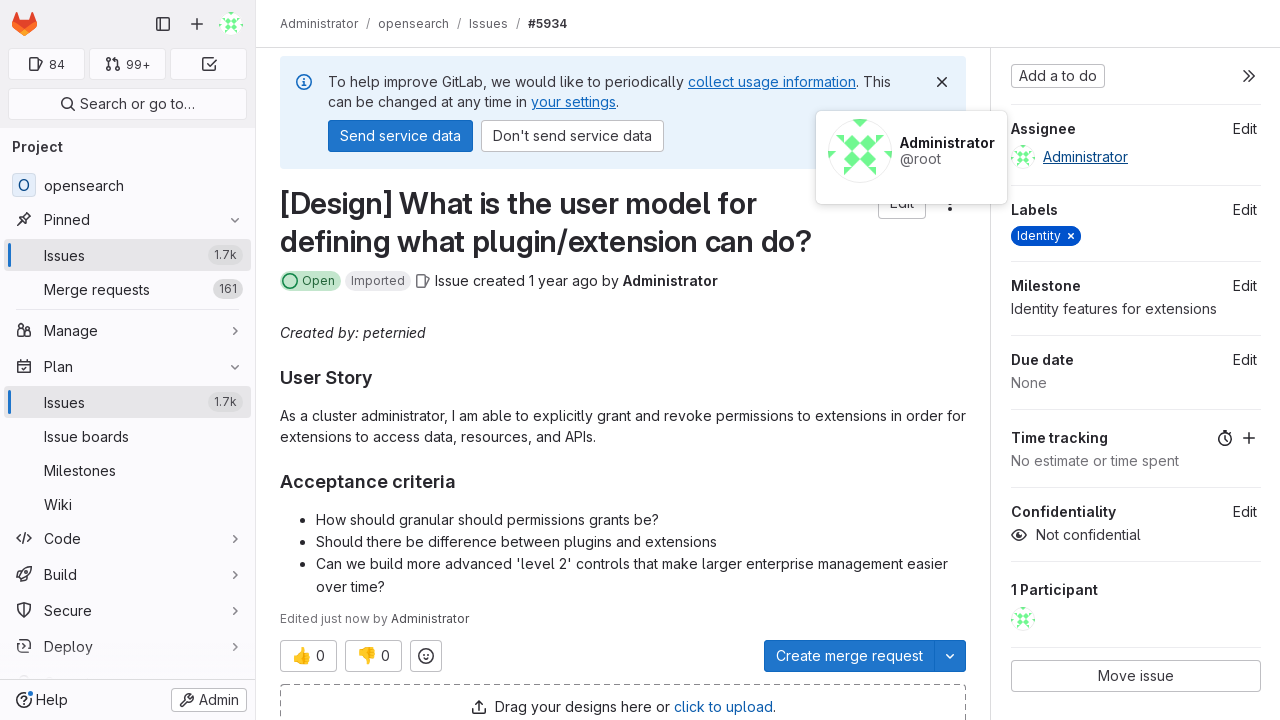 Administrator / opensearch / Issues / #5934
84
99+
Search or go to…
Project
O opensearch
Pinned
Issues 1.7k
Merge requests 161
Manage
Plan
Issues 1.7k
Issue boards
Milestones
Wiki
Code
Build
Secure
Deploy
Help
Admin
To help improve GitLab, we would like to periodically collect usage information. This
can be changed at any time in your settings.
Send service data
Don't send service data
Administrator
@root
[Design] What is the user model for
defining what plugin/extension can do?
Edit
Open
Imported
Issue created 1 year ago by Administrator
Created by: peternied
User Story
As a cluster administrator, I am able to explicitly grant and revoke permissions to extensions in order for
extensions to access data, resources, and APIs.
Acceptance criteria
How should granular should permissions grants be?
Should there be difference between plugins and extensions
Can we build more advanced 'level 2' controls that make larger enterprise management easier
over time?
Edited just now by Administrator
👍 0
👎 0
Create merge request
Drag your designs here or click to upload.
Add a to do
Assignee Edit
Administrator
Labels Edit
Identity
Milestone Edit
Identity features for extensions
Due date Edit
None
Time tracking
No estimate or time spent
Confidentiality Edit
Not confidential
1 Participant
Move issue